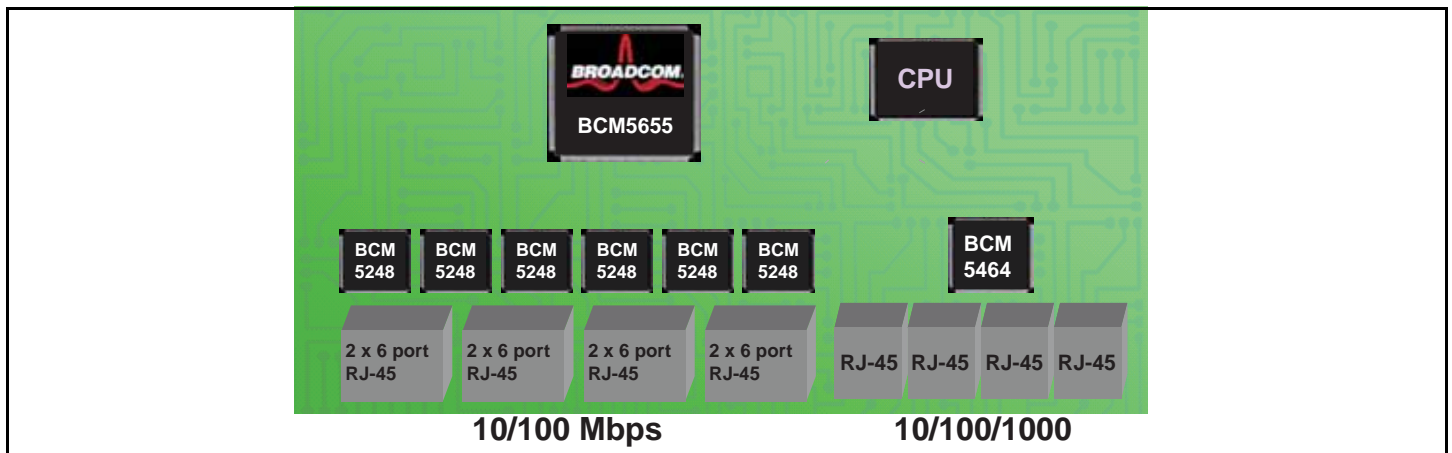 BROADCOM.
BCM5655
CPU
BCM
5248
BCM
5248
BCM
5248
BCM
5248
BCM
5248
BCM
5248
BCM
5464
2 x 6 port
RJ-45
2 x 6 port
RJ-45
2 x 6 port
RJ-45
2 x 6 port
RJ-45
RJ-45
RJ-45
RJ-45
RJ-45
10/100 Mbps
10/100/1000